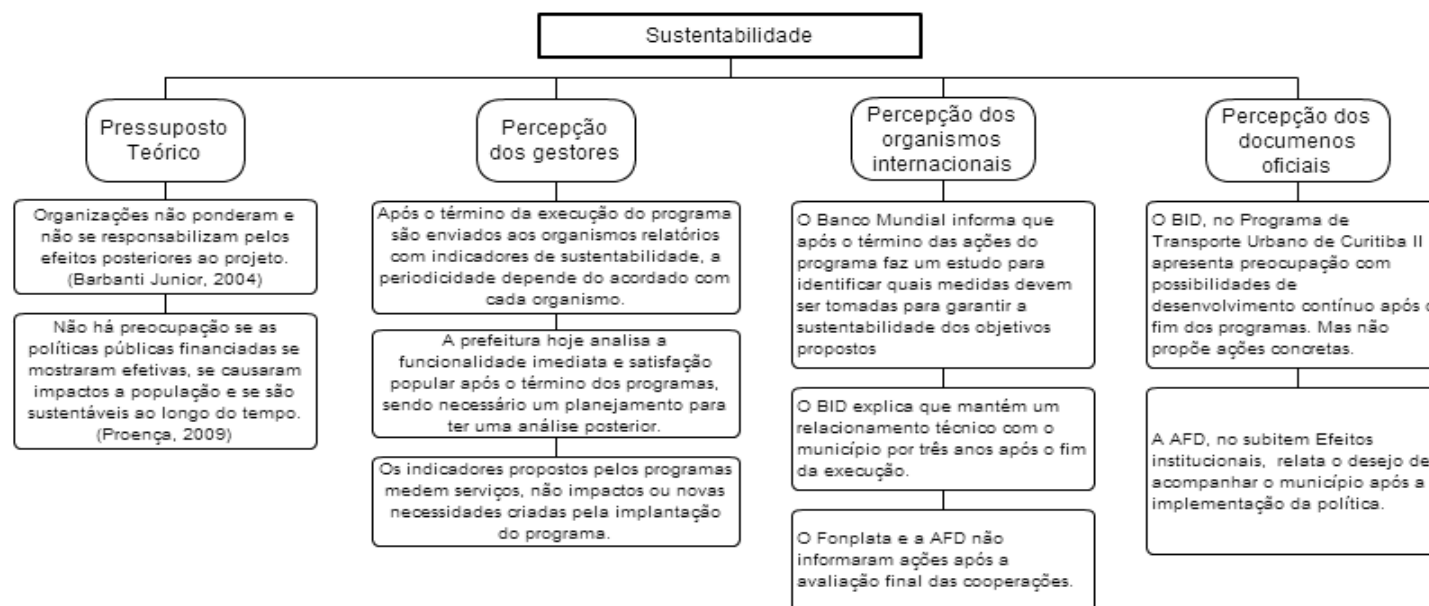 Sustentabilidade
Pressuposto
Teórico
Organizações não ponderam e
não se responsabilizam pelos
efeitos posteriores ao projeto.
(Barbanti Junior, 2004)
Não há preocupação se as
políticas públicas financiadas se
mostraram efetivas, se causaram
impactos a população e se são
sustentáveis ao longo do tempo.
(Proença, 2009)
Percepção
dos gestores
Após o término da execução do programa
são enviados aos organismos relatórios
com indicadores de sustentabilidade, a
periodicidade depende do acordado com
cada organismo.
A prefeitura hoje analisa a
funcionalidade imediata e satisfação
popular após o término dos programas,
sendo necessário um planejamento para
ter uma análise posterior.
Os indicadores propostos pelos programas
medem serviços, não impactos ou novas
necessidades criadas pela implantação
do programa.
Percepção dos
organismos
internacionais
O Banco Mundial informa que
após o término das ações do
programa faz um estudo para
identificar quais medidas devem
ser tomadas para garantir a
sustentabilidade dos objetivos
propostos
O BID explica que mantém um
relacionamento técnico com o
município por três anos após o fim
da execução.
O Fonplata e a AFD não
informaram ações após a
avaliação final das cooperações.
Percepção dos
documenos
oficiais
O BID, no Programa de
Transporte Urbano de Curitiba II
apresenta preocupação com
possibilidades de
desenvolvimento contínuo após o
fim dos programas. Mas não
propõe ações concretas.
A AFD, no subitem Efeitos
institucionais, relata o desejo de
acompanhar o município após a
implementação da política.